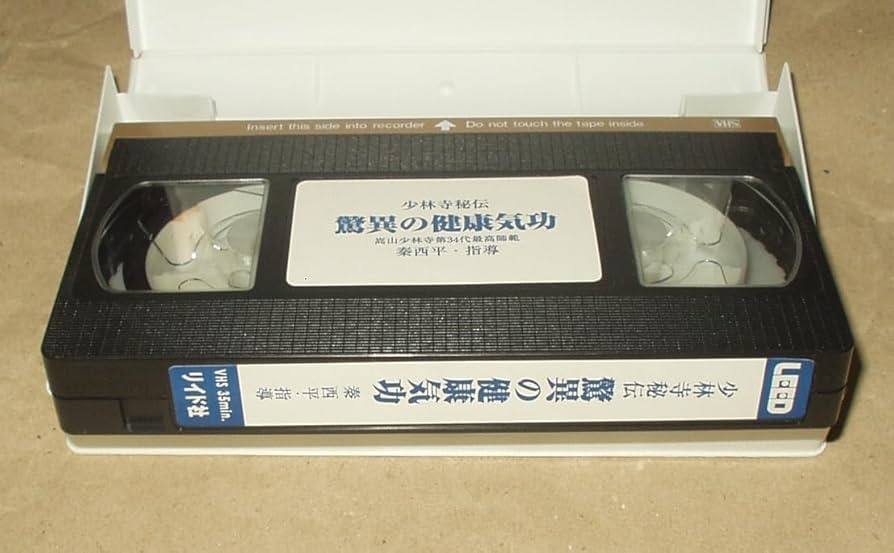 Insert this side into recorder Do not touch the tape inside VHS
少林寺秘伝
驚異の健康気功
嵩山少林寺第34代最高師範
秦西平・指導
LEED
少林寺秘伝
驚異の健康気功
秦西平・指導
VHS 35min.
リイド社